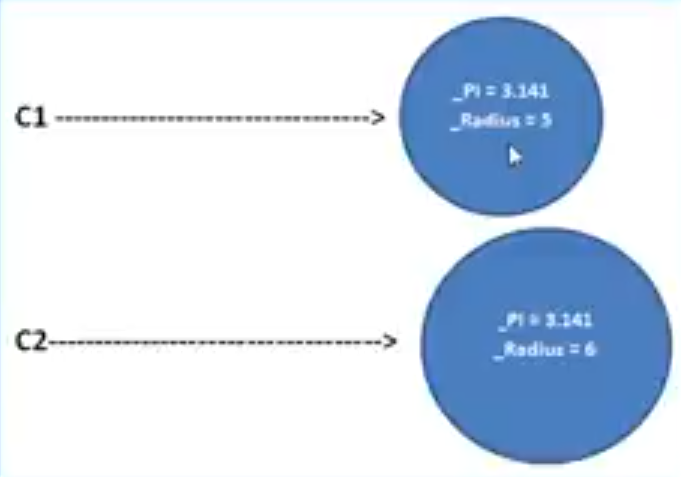 C1 ----------------------------------->
_PI = 3.141
_Radius = 5
C2------------------------------------->
_PI = 3.141
_Radius = 6